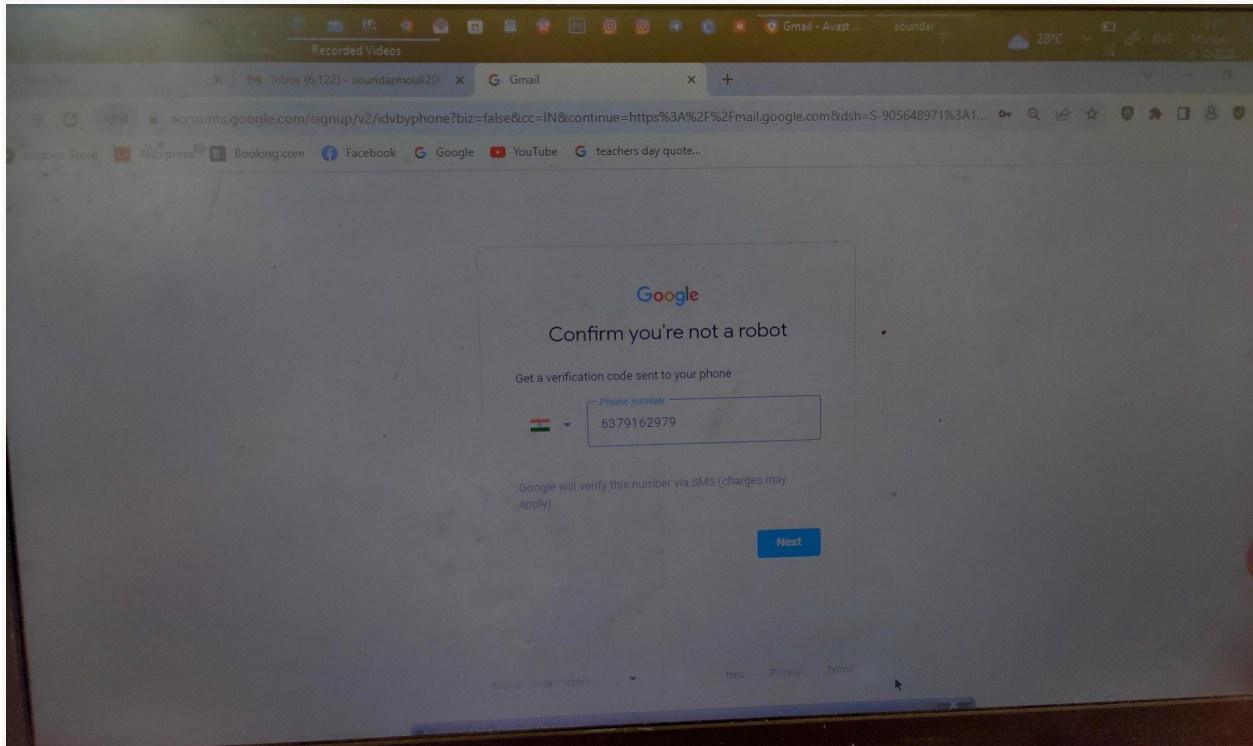 Gmail - Avast ...
soundar
Recorded Videos
28°C
ENG
Monday
Inbox (6,122) - soundarmouli20
Gmail
accounts.google.com/signup/v2/idvbyphone?biz=false&cc=IN&continue=https%3A%2F%2Fmail.google.com&dsh=S-905648971%3A1...
Addons Store
AliExpress
Booking.com
Facebook
Google
YouTube
teachers day quote...
Google
Confirm you're not a robot
Get a verification code sent to your phone
Phone number
6379162979
Google will verify this number via SMS (charges may
apply).
Next
English (United States)
Help
Privacy
Terms